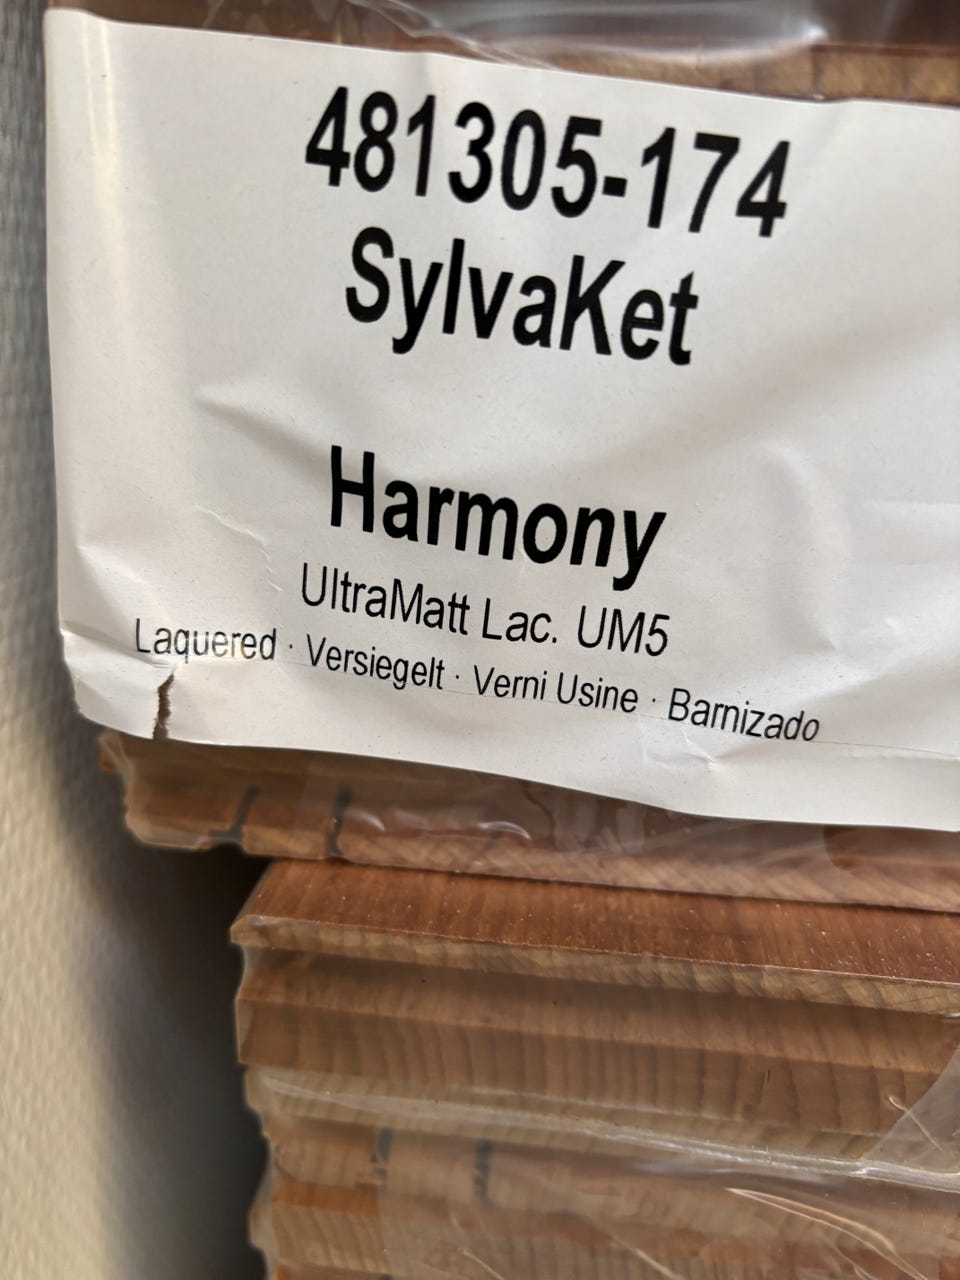 481305-174
SylvaKet
Harmony
UltraMatt Lac. UM5
Laquered · Versiegelt · Verni Usine · Barnizado